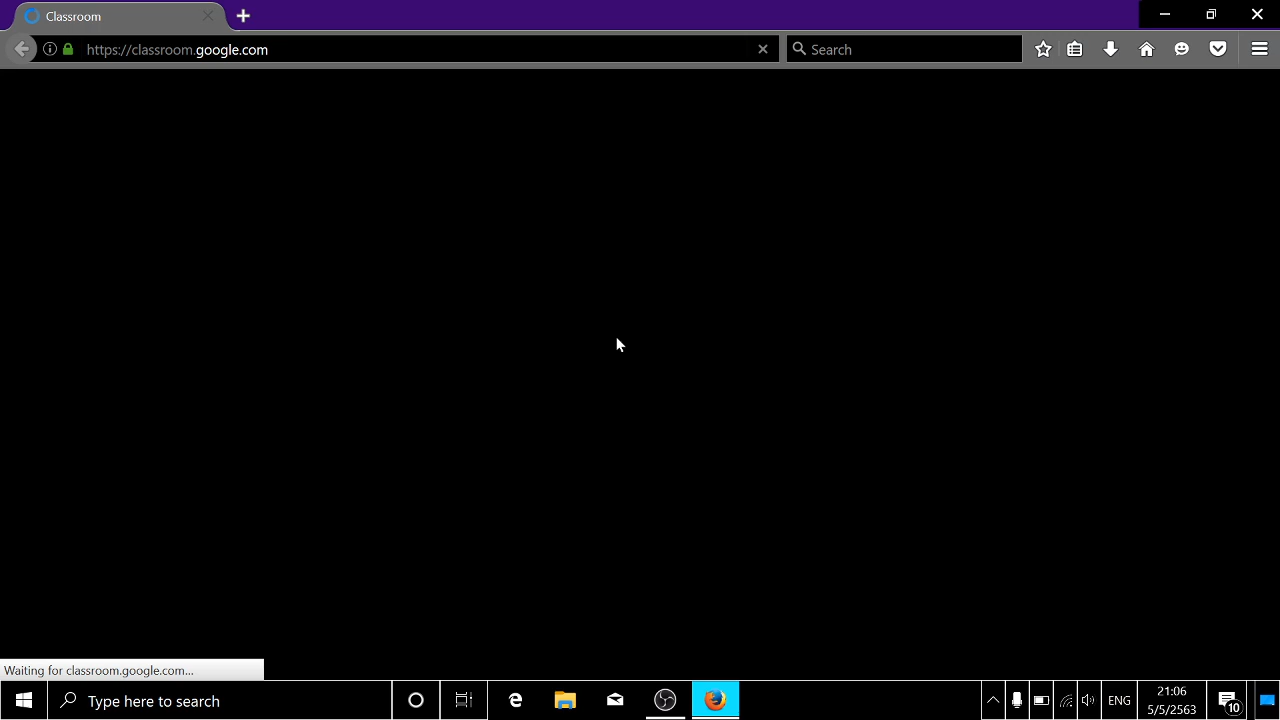 Classroom
https://classroom.google.com
Search
Waiting for classroom.google.com...
Type here to search
ENG
21:06
5/5/2563
10